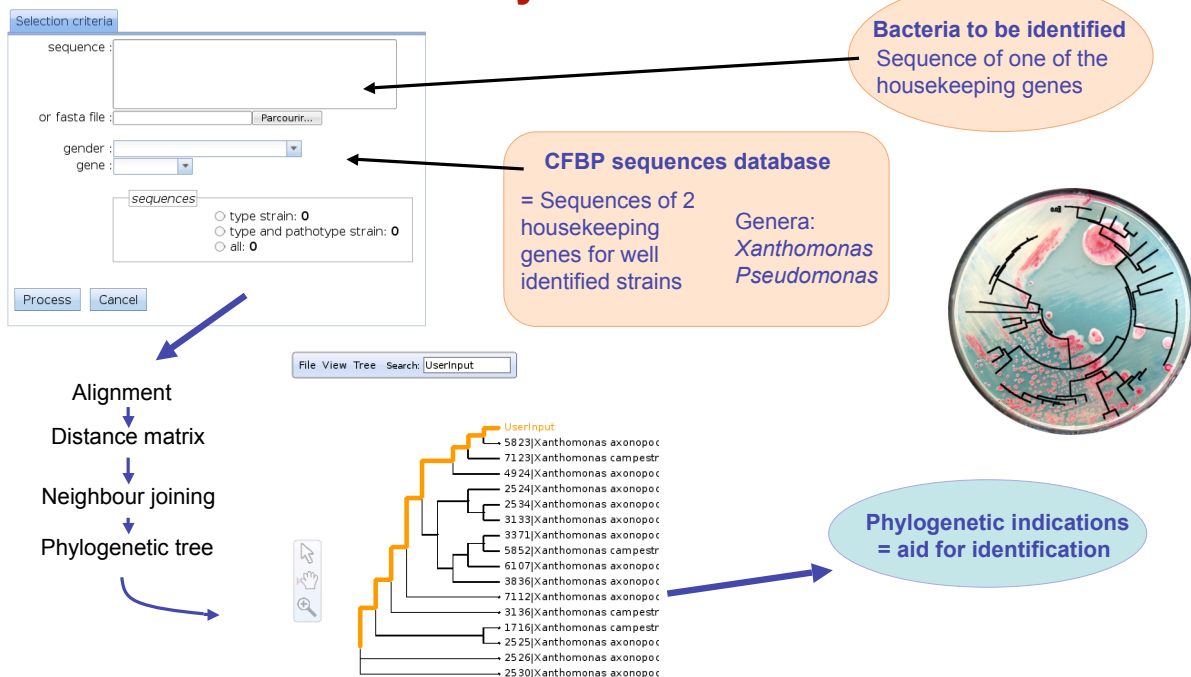 Selection criteria
sequence :
or fasta file :
Parcourir...
gender :
gene :
sequences
type strain: 0
type and pathotype strain: 0
all: 0
Process
Cancel
Bacteria to be identified
Sequence of one of the
housekeeping genes
CFBP sequences database
= Sequences of 2
housekeeping
genes for well
identified strains
Genera:
Xanthomonas
Pseudomonas
Alignment
Distance matrix
Neighbour joining
Phylogenetic tree
File View Tree Search: UserInput
UserInput
5823|Xanthomonas axonopoc
7123|Xanthomonas campestr
4924|Xanthomonas axonopoc
2524|Xanthomonas axonopoc
2534|Xanthomonas axonopoc
3133|Xanthomonas axonopoc
3371|Xanthomonas axonopoc
5852|Xanthomonas campestr
6107|Xanthomonas axonopoc
3836|Xanthomonas axonopoc
7112|Xanthomonas axonopoc
3136|Xanthomonas campestr
1716|Xanthomonas campestr
2525|Xanthomonas axonopoc
2526|Xanthomonas axonopoc
2530|Xanthomonas axonopoc
Phylogenetic indications
= aid for identification